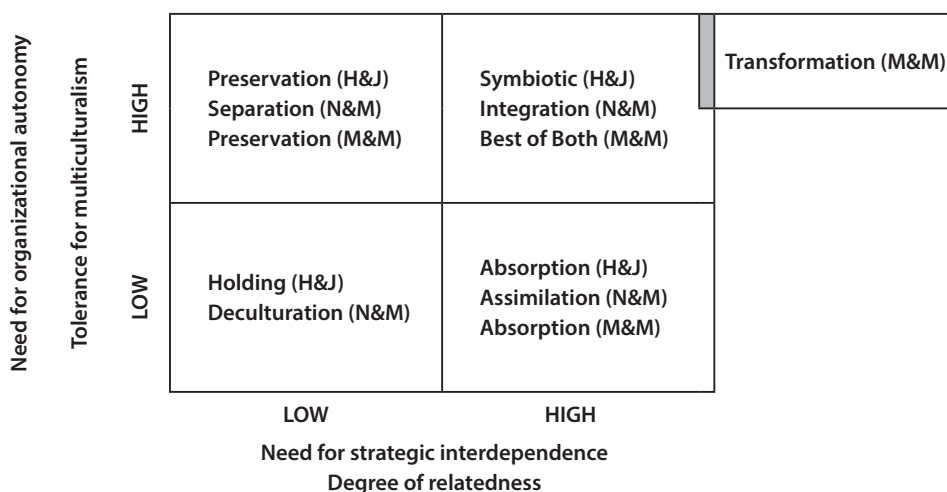 Need for organizational autonomy
Tolerance for multiculturalism
HIGH
LOW
Preservation (H&J)
Separation (N&M)
Preservation (M&M)
Symbiotic (H&J)
Integration (N&M)
Best of Both (M&M)
Transformation (M&M)
Holding (H&J)
Deculturation (N&M)
Absorption (H&J)
Assimilation (N&M)
Absorption (M&M)
LOW
HIGH
Need for strategic interdependence
Degree of relatedness